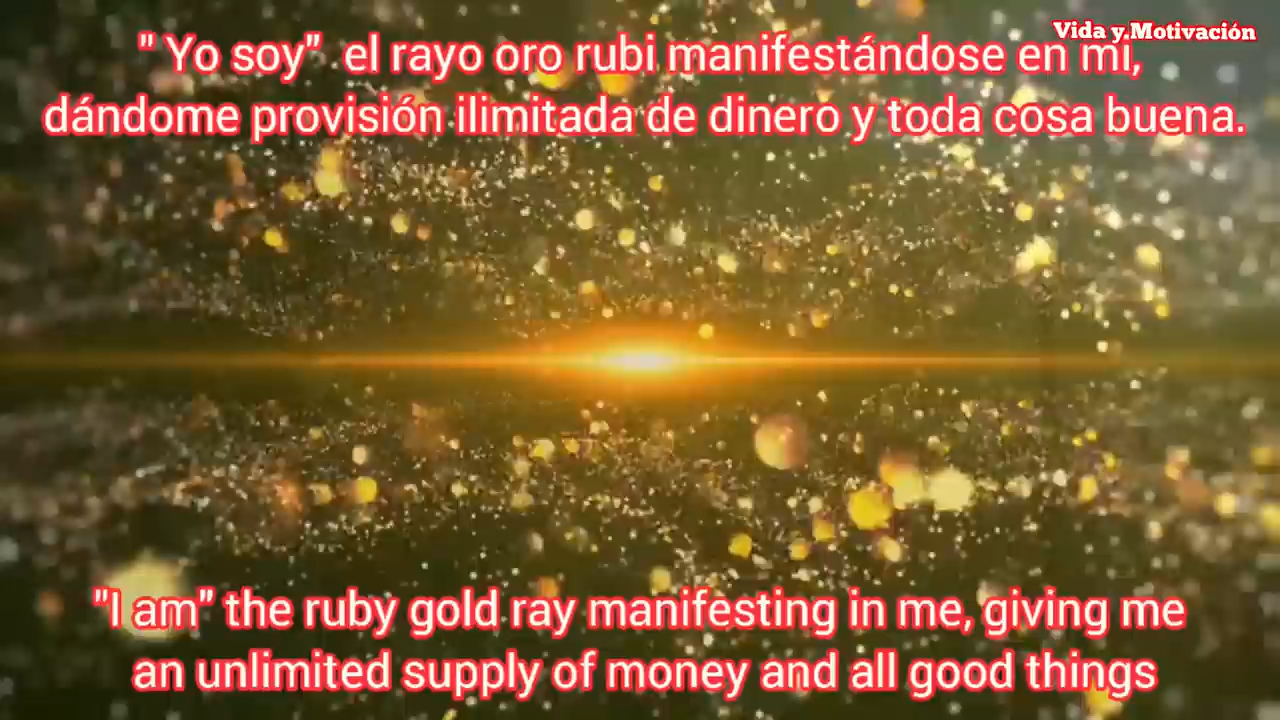 Vida y Motivación
" Yo soy" el rayo oro rubi manifestándose en mi,
dándome provisión ilimitada de dinero y toda cosa buena.
"I am" the ruby gold ray manifesting in me, giving me
an unlimited supply of money and all good things